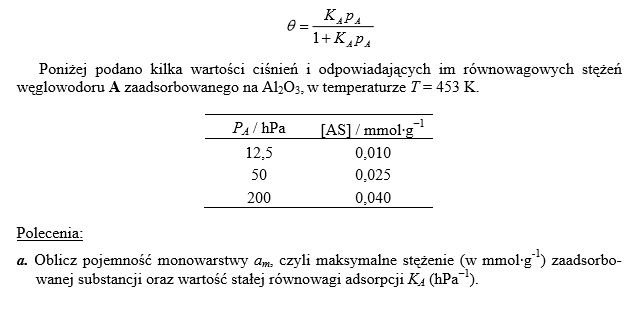 θ = K_A p_A / (1 + K_A p_A)
Poniżej podano kilka wartości ciśnień i odpowiadających im równowagowych stężeń
węglowodoru A zaadsorbowanego na Al₂O₃, w temperaturze T = 453 K.
P_A / hPa [AS] / mmol·g⁻¹
12,5 0,010
50 0,025
200 0,040
Polecenia:
a. Oblicz pojemność monowarstwy aₘ, czyli maksymalne stężenie (w mmol·g⁻¹) zaadsorbo-
wanej substancji oraz wartość stałej równowagi adsorpcji K_A (hPa⁻¹).